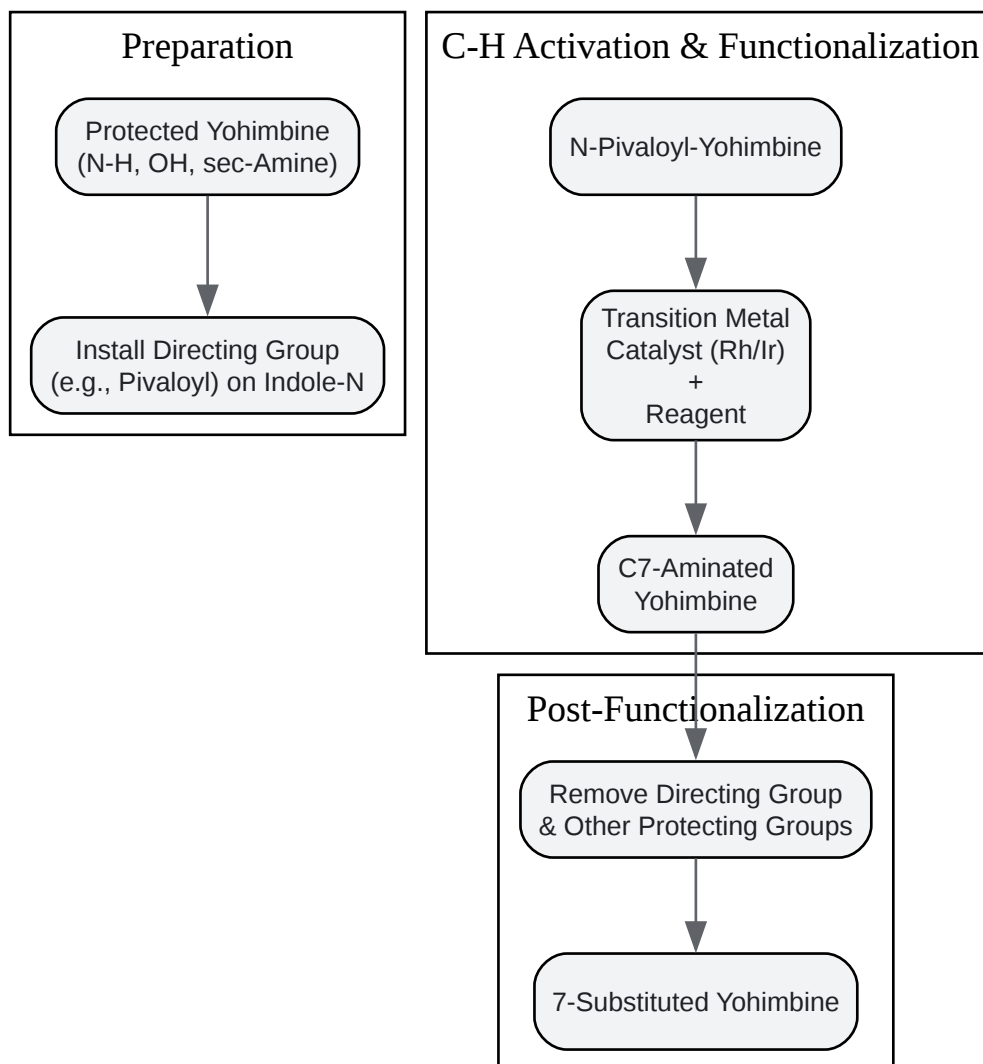 Preparation
Protected Yohimbine
(N-H, OH, sec-Amine)
Install Directing Group
(e.g., Pivaloyl) on Indole-N
C-H Activation & Functionalization
N-Pivaloyl-Yohimbine
Transition Metal
Catalyst (Rh/Ir)
+
Reagent
C7-Aminated
Yohimbine
Post-Functionalization
Remove Directing Group
& Other Protecting Groups
7-Substituted Yohimbine